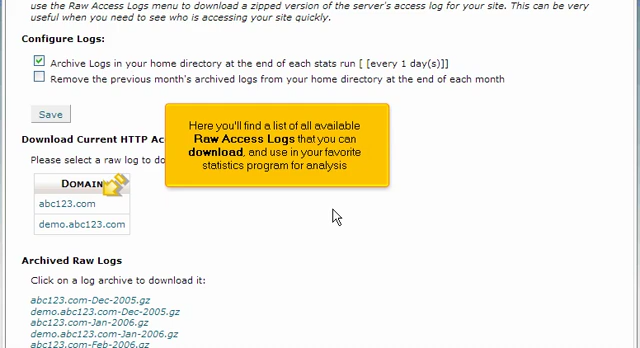 use the Raw Access Logs menu to download a zipped version of the server's access log for your site. This can be very
useful when you need to see who is accessing your site quickly.
Configure Logs:
Archive Logs in your home directory at the end of each stats run [ [every 1 day(s)]]
Remove the previous month's archived logs from your home directory at the end of each month
Save
Here you'll find a list of all available
Raw Access Logs that you can
download, and use in your favorite
statistics program for analysis
Download Current HTTP Ac
Please select a raw log to do
DOMAIN
abc123.com
demo.abc123.com
Archived Raw Logs
Click on a log archive to download it:
abc123.com-Dec-2005.gz
demo.abc123.com-Dec-2005.gz
abc123.com-Jan-2006.gz
demo.abc123.com-Jan-2006.gz
abc123.com-Feb-2006.gz